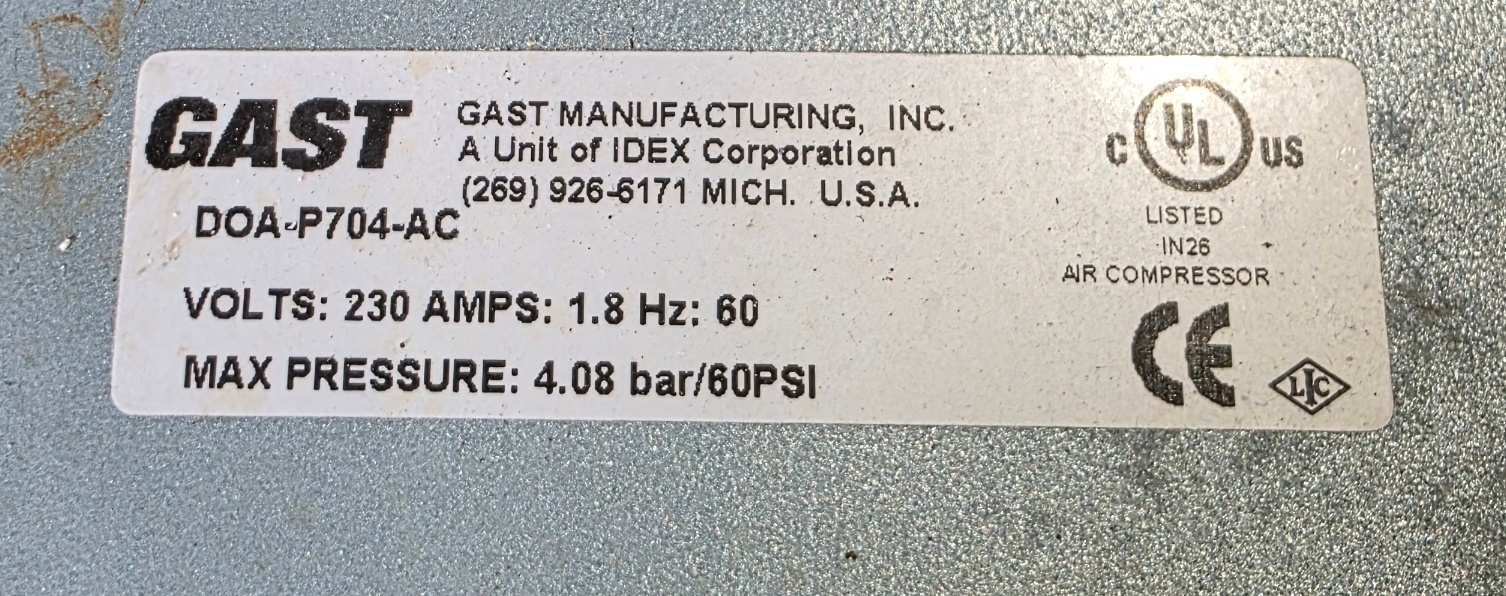 GAST
GAST MANUFACTURING, INC.
A Unit of IDEX Corporation
(269) 926-6171 MICH. U.S.A.
DOA-P704-AC
VOLTS: 230 AMPS: 1.8 Hz: 60
MAX PRESSURE: 4.08 bar/60PSI
C UL US
LISTED
IN26
AIR COMPRESSOR
CE
LIC